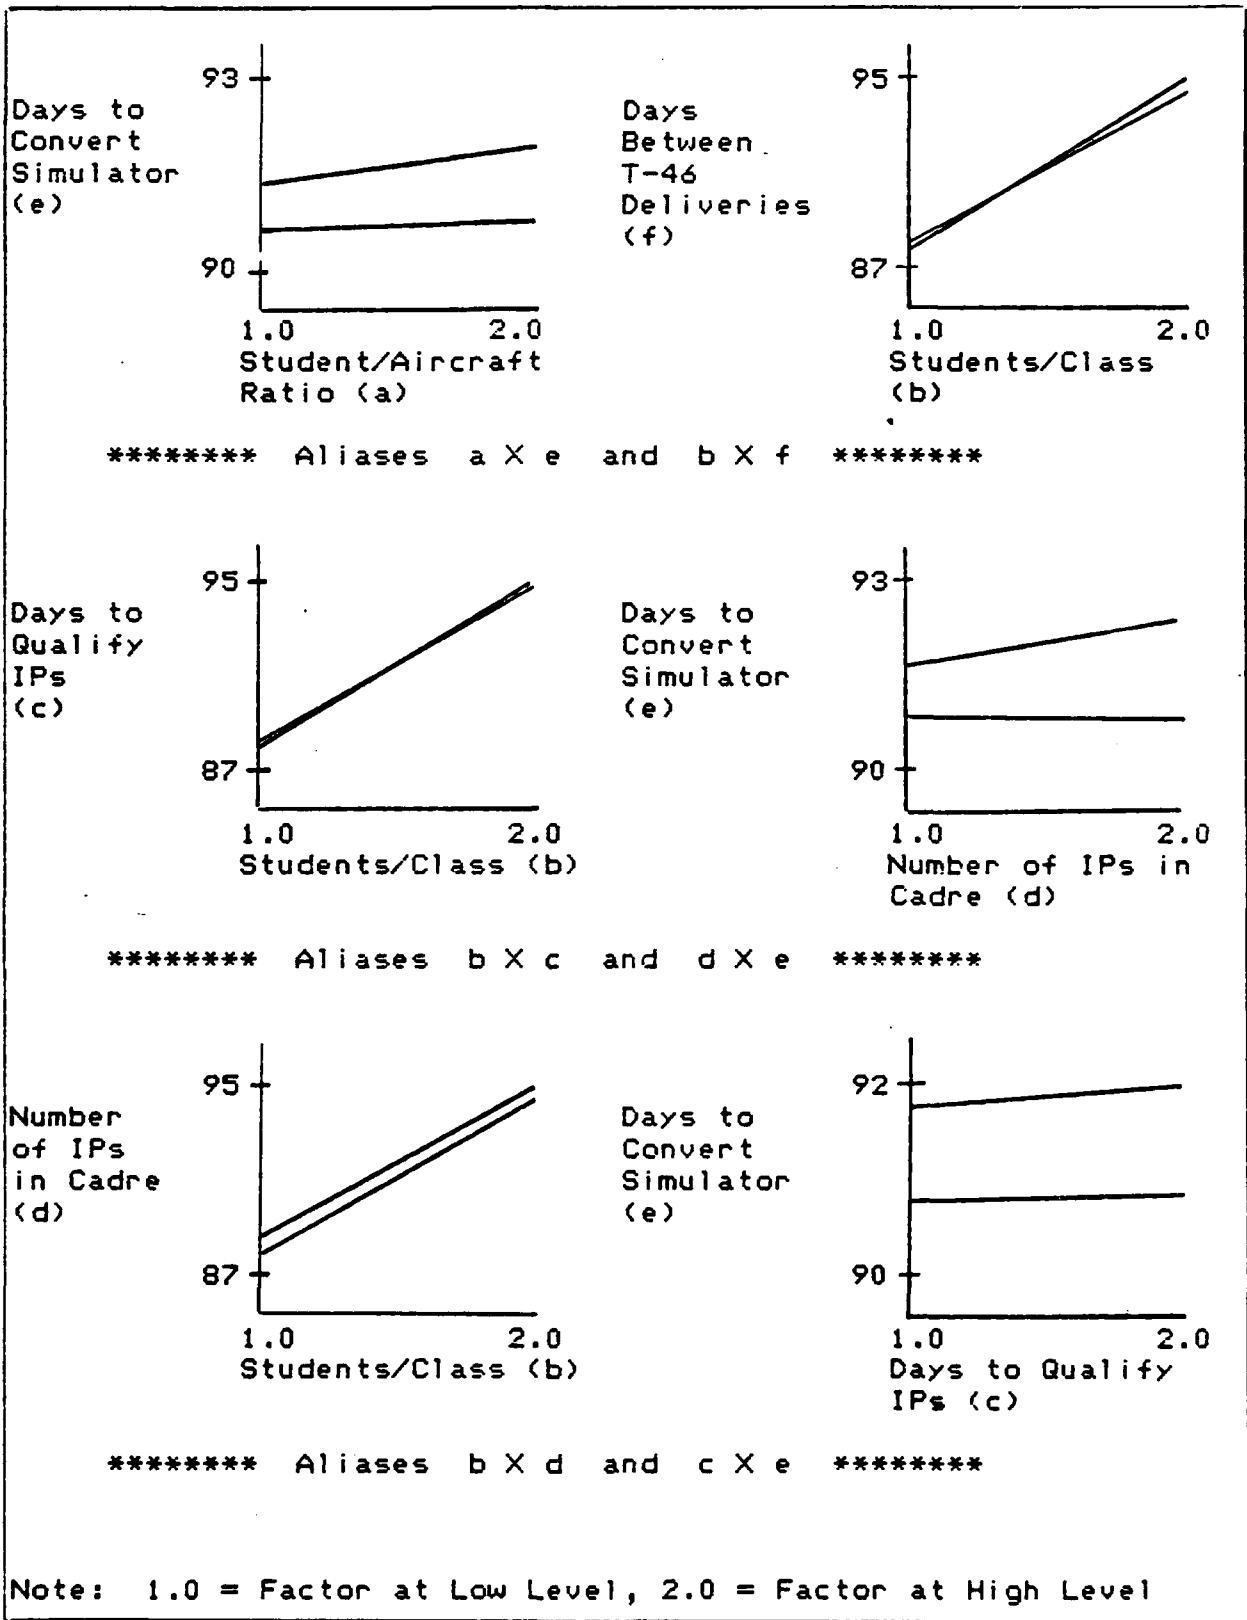 93
Days to
Convert
Simulator
(e)
90
1.0 2.0
Student/Aircraft
Ratio (a)
95
Days
Between
T-46
Deliveries
(f)
87
1.0 2.0
Students/Class
(b)
******** Aliases a X e and b X f ********
95
Days to
Qualify
IPs
(c)
87
1.0 2.0
Students/Class (b)
93
Days to
Convert
Simulator
(e)
90
1.0 2.0
Number of IPs in
Cadre (d)
******** Aliases b X c and d X e ********
95
Number
of IPs
in Cadre
(d)
87
1.0 2.0
Students/Class (b)
92
Days to
Convert
Simulator
(e)
90
1.0 2.0
Days to Qualify
IPs (c)
******** Aliases b X d and c X e ********
Note: 1.0 = Factor at Low Level, 2.0 = Factor at High Level